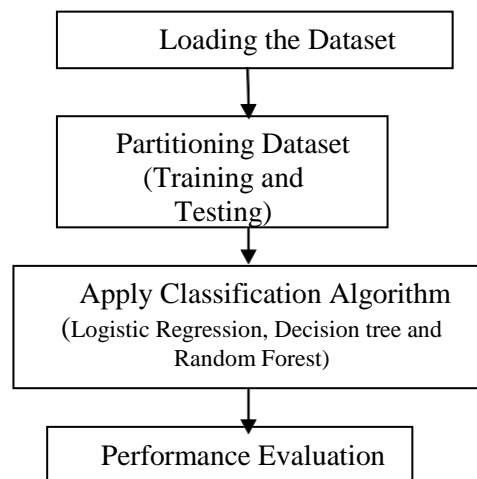 Loading the Dataset
Partitioning Dataset
(Training and
Testing)
Apply Classification Algorithm
(Logistic Regression, Decision tree and
Random Forest)
Performance Evaluation